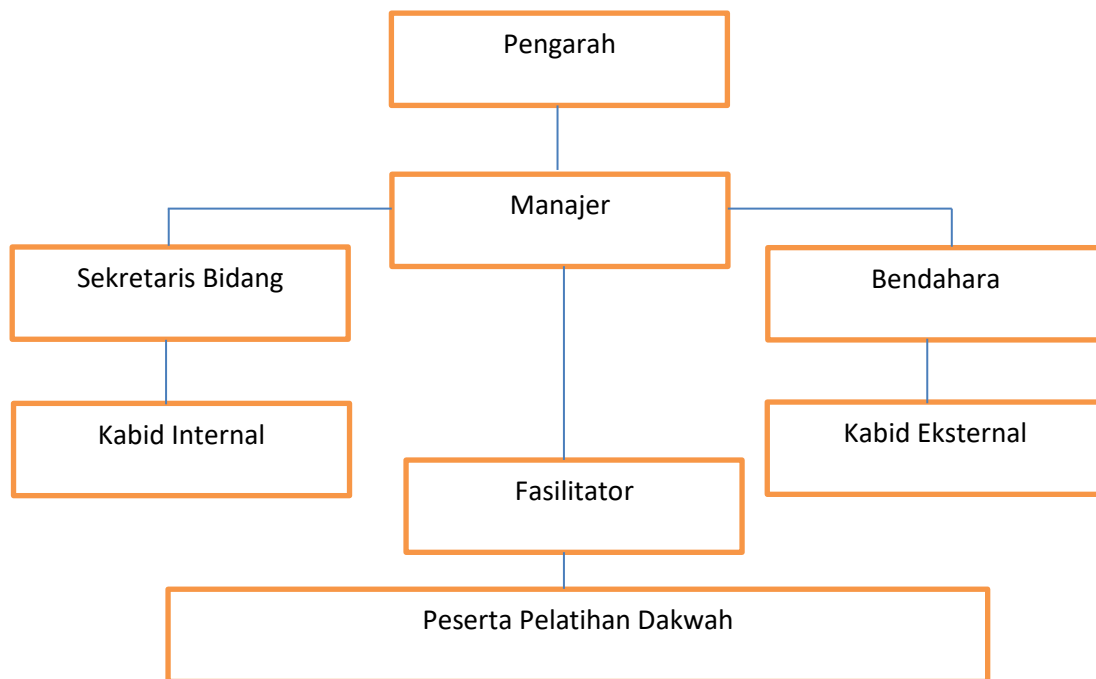 Pengarah
Manajer
Sekretaris Bidang
Bendahara
Kabid Internal
Kabid Eksternal
Fasilitator
Peserta Pelatihan Dakwah